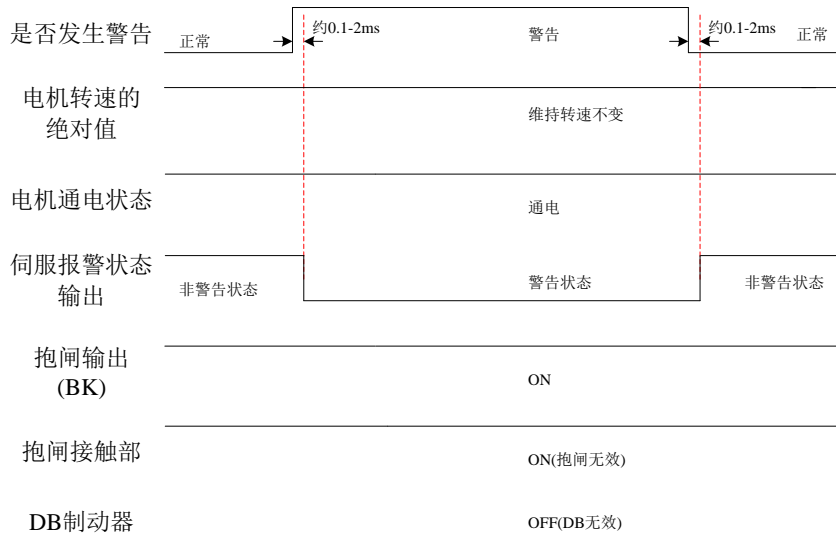 是否发生警告
正常
约0.1-2ms
警告
约0.1-2ms
正常
电机转速的
绝对值
维持转速不变
电机通电状态
通电
伺服报警状态
输出
非警告状态
警告状态
非警告状态
抱闸输出
(BK)
ON
抱闸接触部
ON(抱闸无效)
DB制动器
OFF(DB无效)